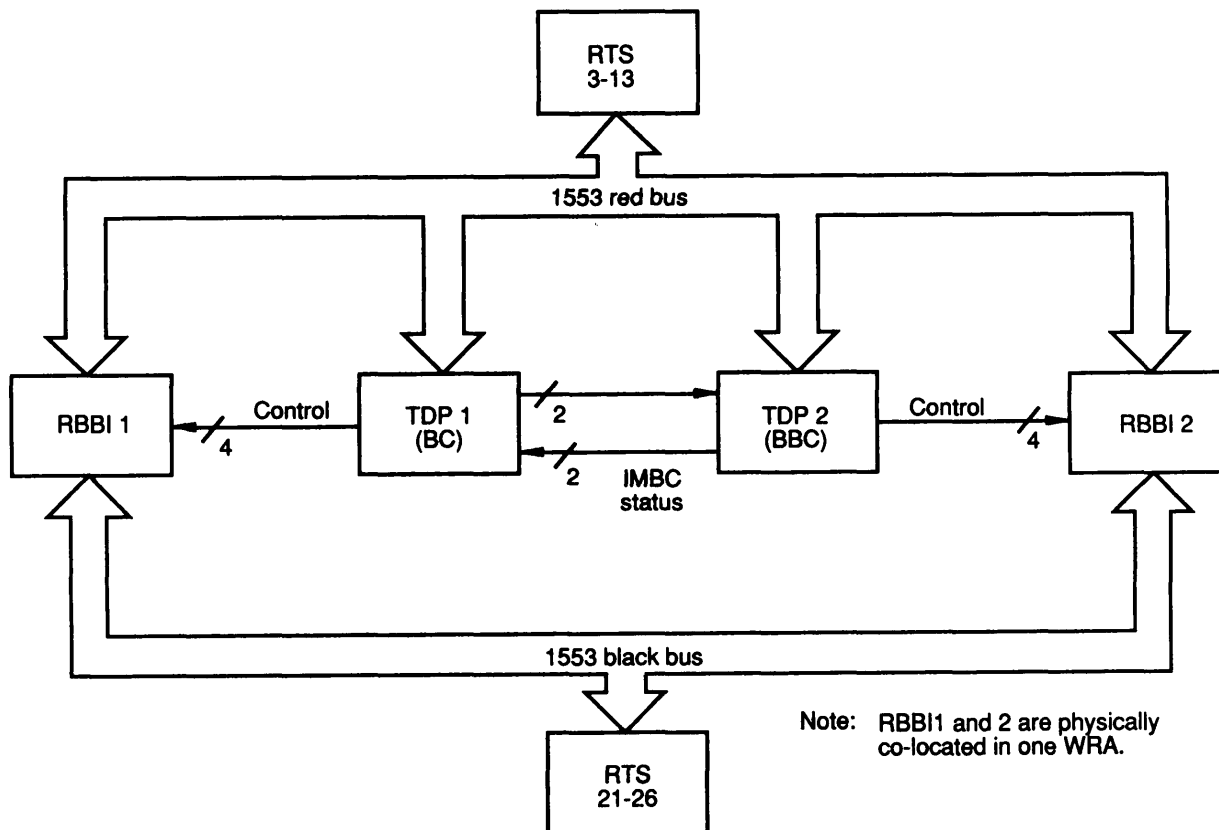 RTS
3-13
1553 red bus
RBBI 1
Control
4
TDP 1
(BC)
2
2
IMBC
status
TDP 2
(BBC)
Control
4
RBBI 2
1553 black bus
Note: RBBI1 and 2 are physically
co-located in one WRA.
RTS
21-26